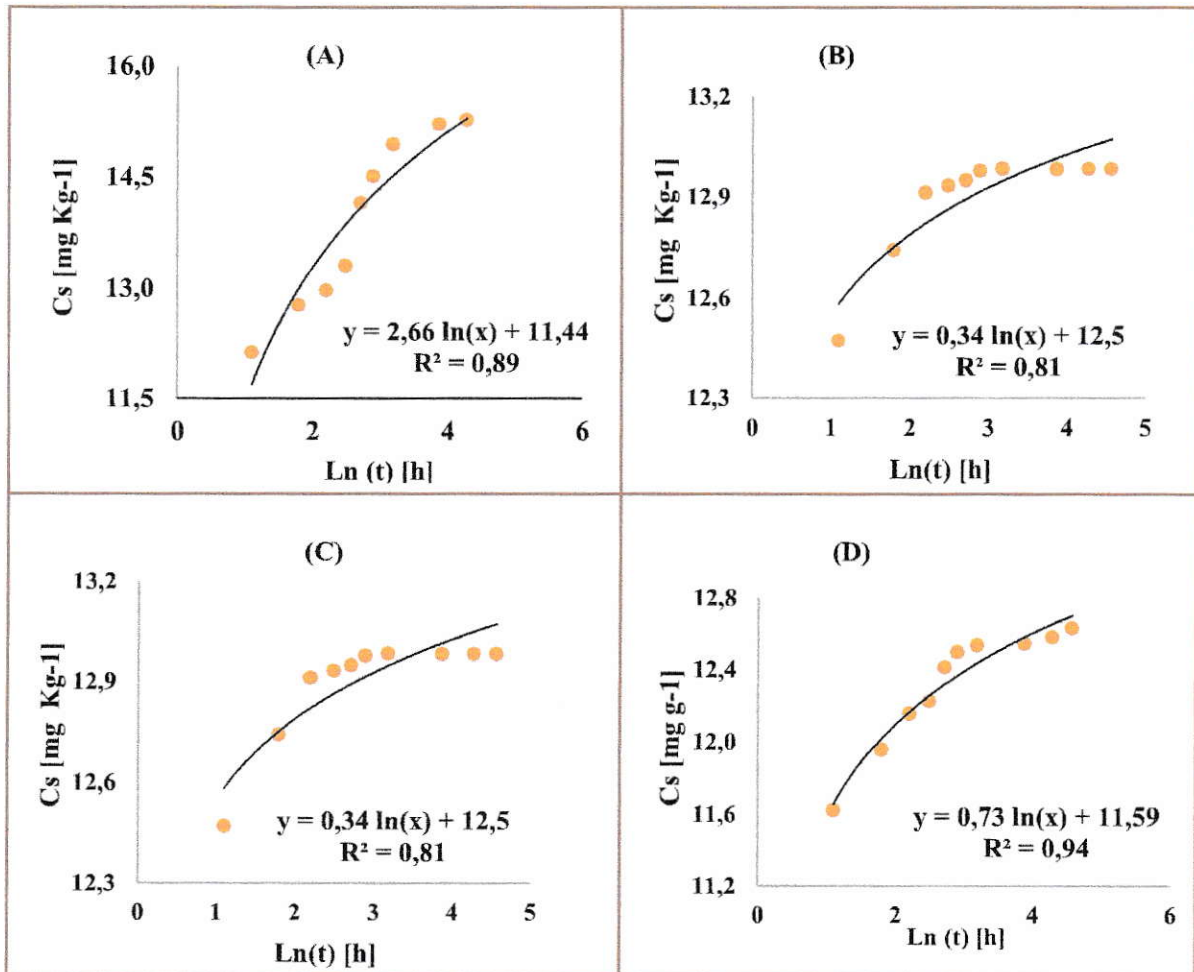 (A)
16,0
14,5
13,0
11,5
Cs [mg Kg-1]
y = 2,66 ln(x) + 11,44
R² = 0,89
0 2 4 6
Ln (t) [h]
(B)
13,2
12,9
12,6
12,3
Cs [mg Kg-1]
y = 0,34 ln(x) + 12,5
R² = 0,81
0 1 2 3 4 5
Ln(t) [h]
(C)
13,2
12,9
12,6
12,3
Cs [mg Kg-1]
y = 0,34 ln(x) + 12,5
R² = 0,81
0 1 2 3 4 5
Ln(t) [h]
(D)
12,8
12,4
12,0
11,6
11,2
Cs [mg g-1]
y = 0,73 ln(x) + 11,59
R² = 0,94
0 2 4 6
Ln (t) [h]